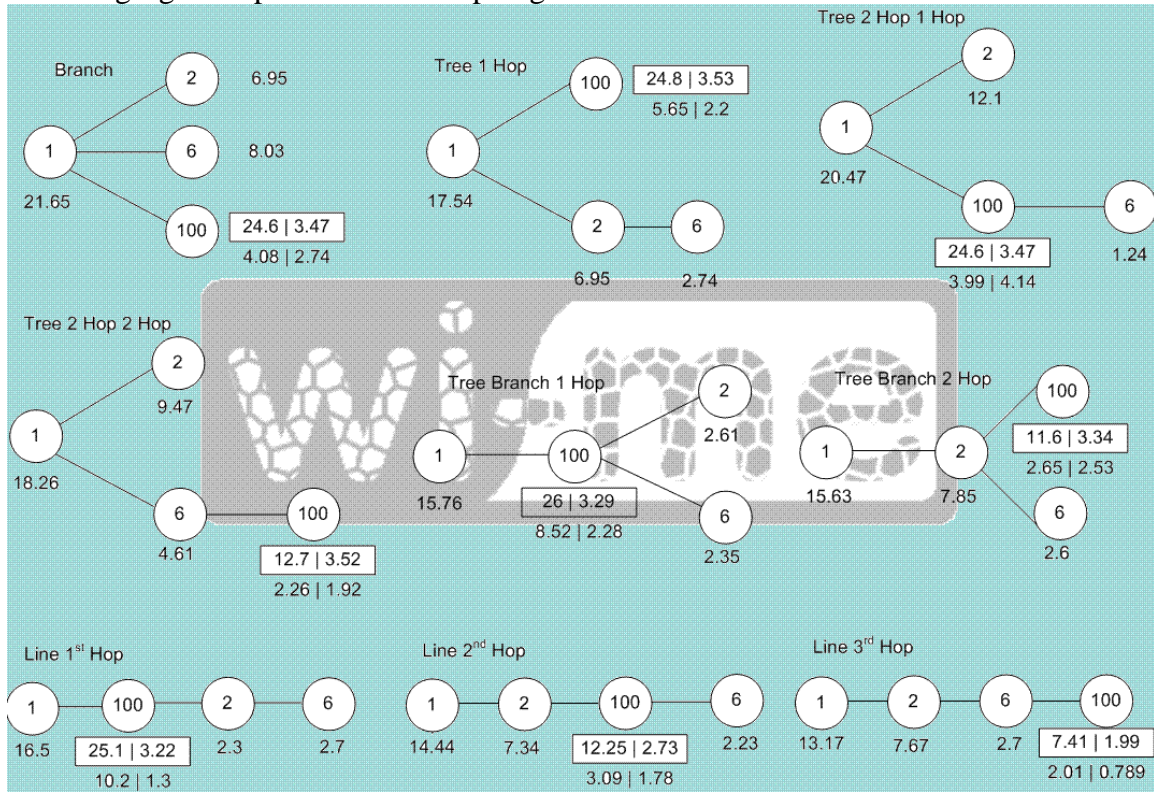 Branch
1
21.65
2
6.95
6
8.03
100
24.6 | 3.47
4.08 | 2.74
Tree 1 Hop
1
17.54
100
24.8 | 3.53
5.65 | 2.2
2
6.95
6
2.74
Tree 2 Hop 1 Hop
1
20.47
2
12.1
100
24.6 | 3.47
3.99 | 4.14
6
1.24
wi-me
Tree 2 Hop 2 Hop
1
18.26
2
9.47
6
4.61
100
12.7 | 3.52
2.26 | 1.92
Tree Branch 1 Hop
1
15.76
100
26 | 3.29
8.52 | 2.28
2
2.61
6
2.35
Tree Branch 2 Hop
1
15.63
2
7.85
100
11.6 | 3.34
2.65 | 2.53
6
2.6
Line 1st Hop
1
16.5
100
25.1 | 3.22
10.2 | 1.3
2
2.3
6
2.7
Line 2nd Hop
1
14.44
2
7.34
100
12.25 | 2.73
3.09 | 1.78
6
2.23
Line 3rd Hop
1
13.17
2
7.67
6
2.7
100
7.41 | 1.99
2.01 | 0.789